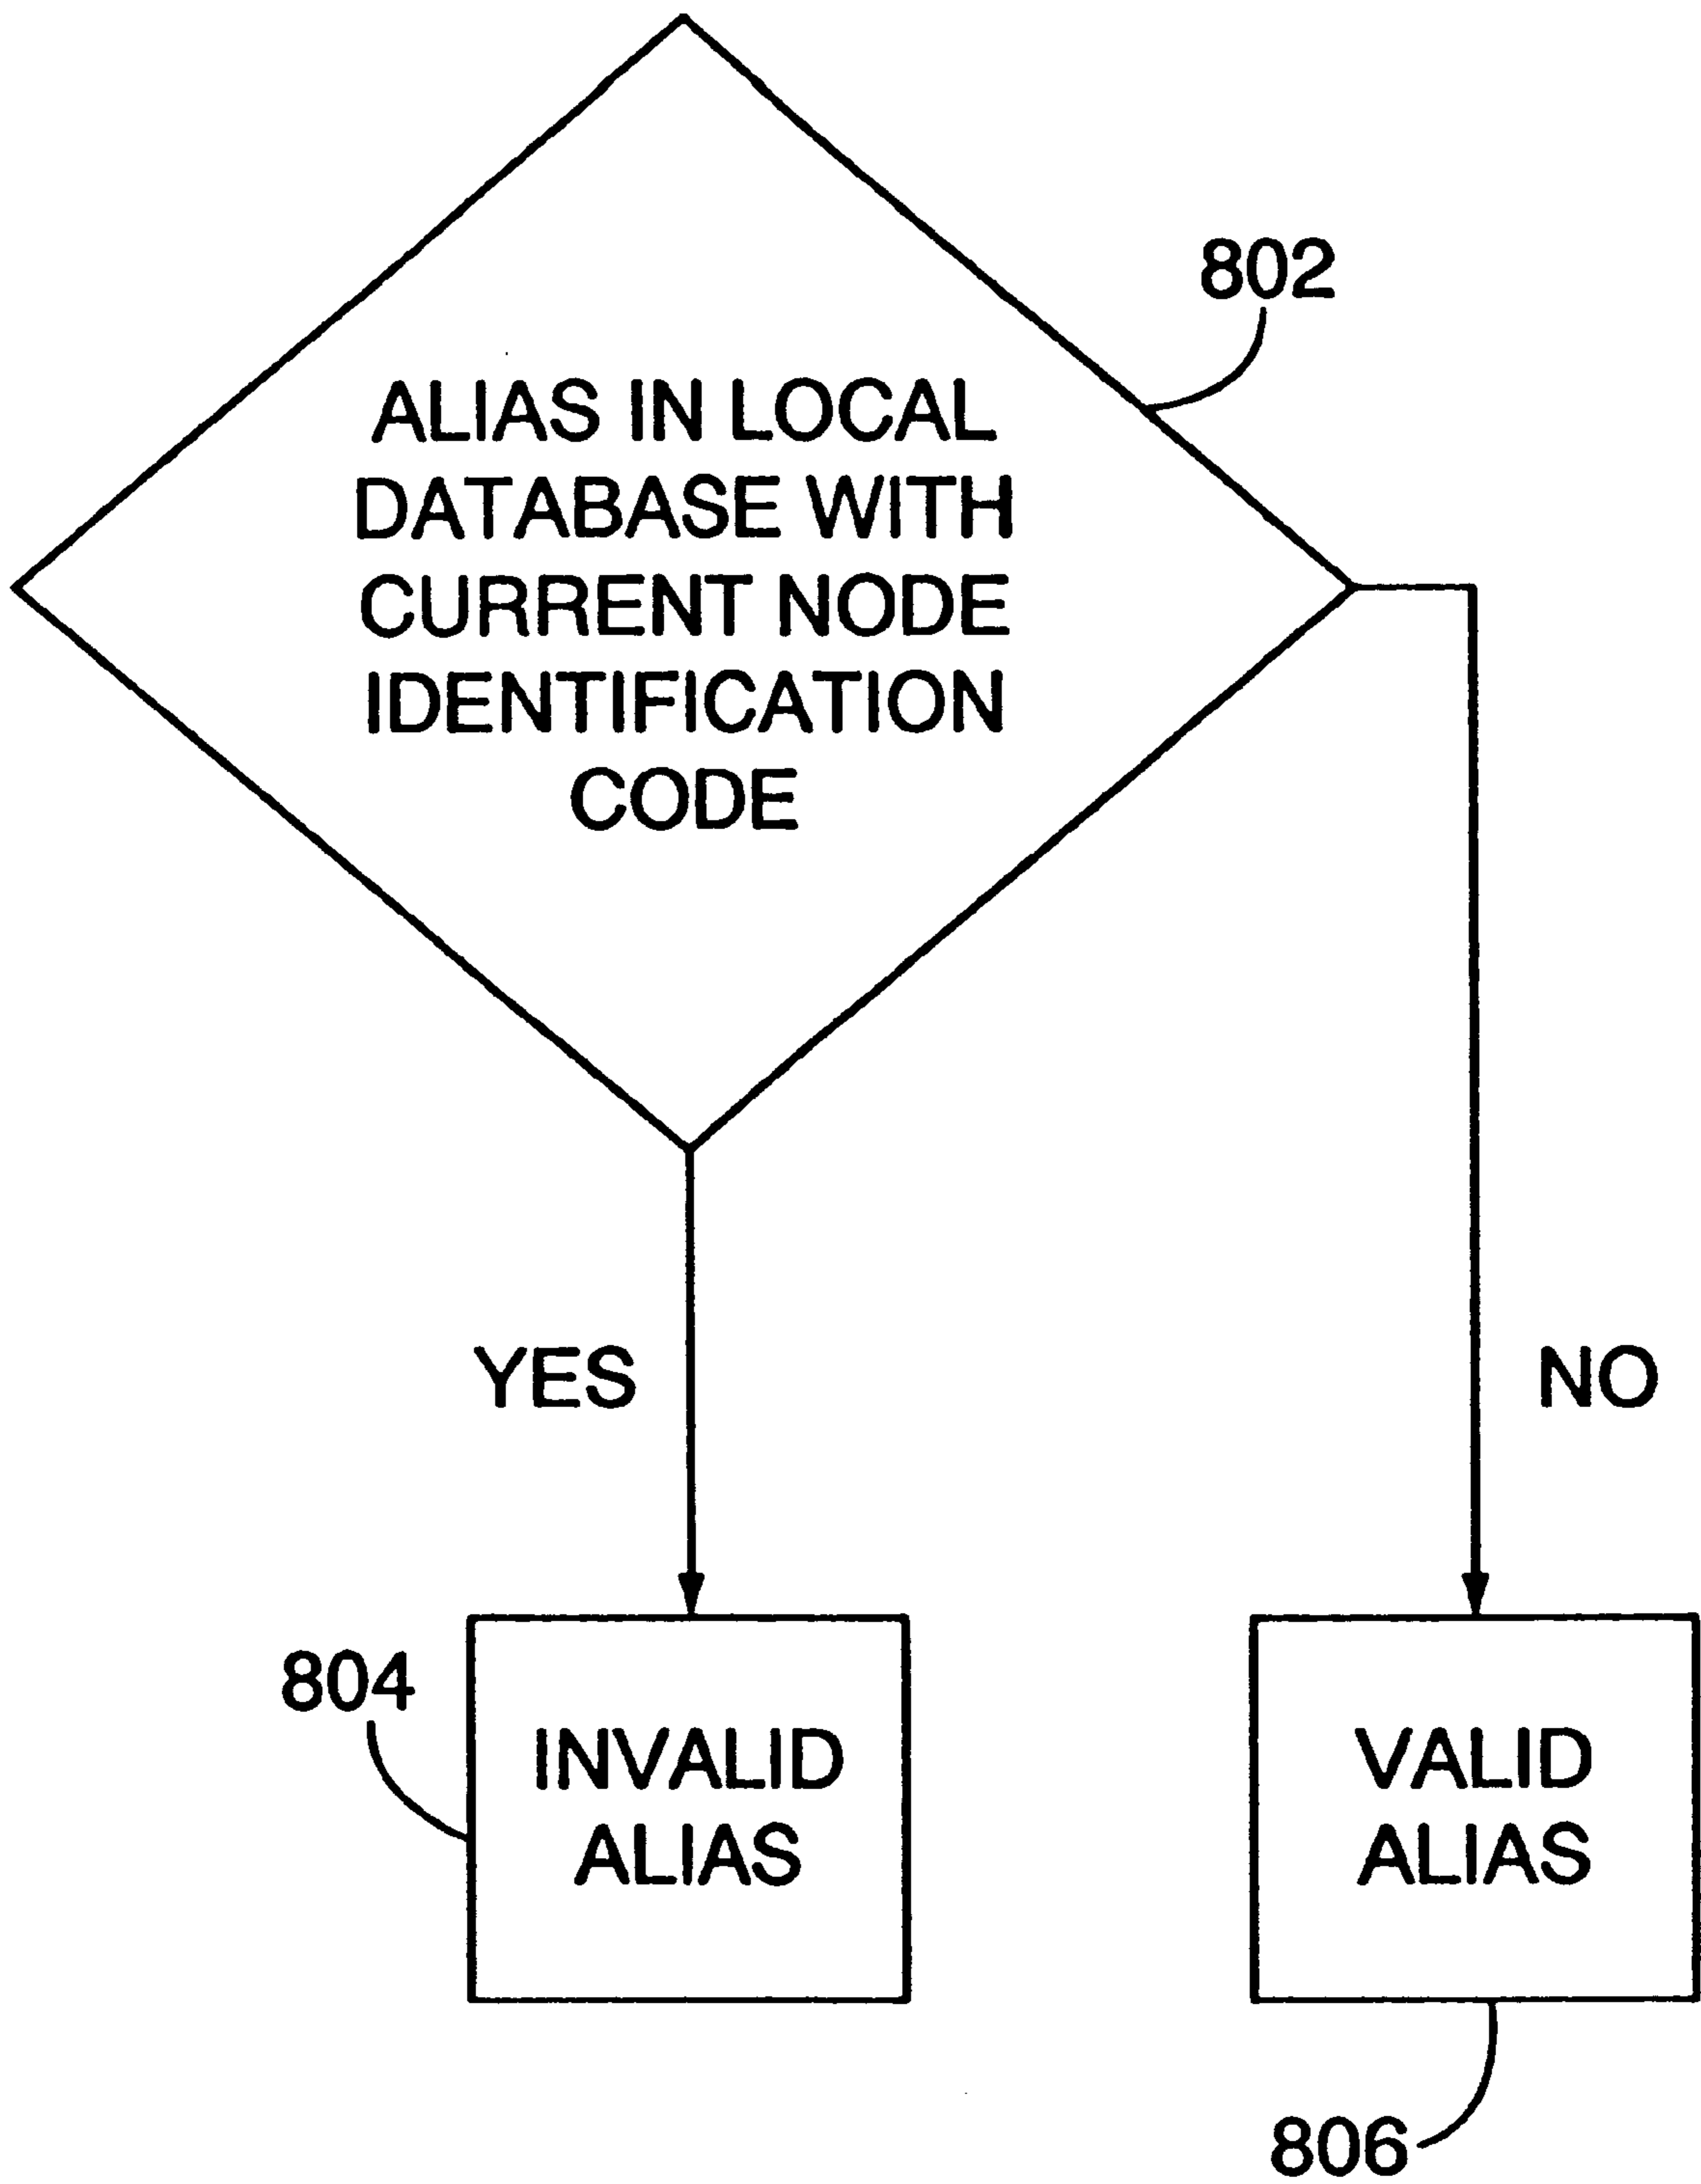 802
ALIAS IN LOCAL
DATABASE WITH
CURRENT NODE
IDENTIFICATION
CODE
YES
NO
804
INVALID
ALIAS
VALID
ALIAS
806